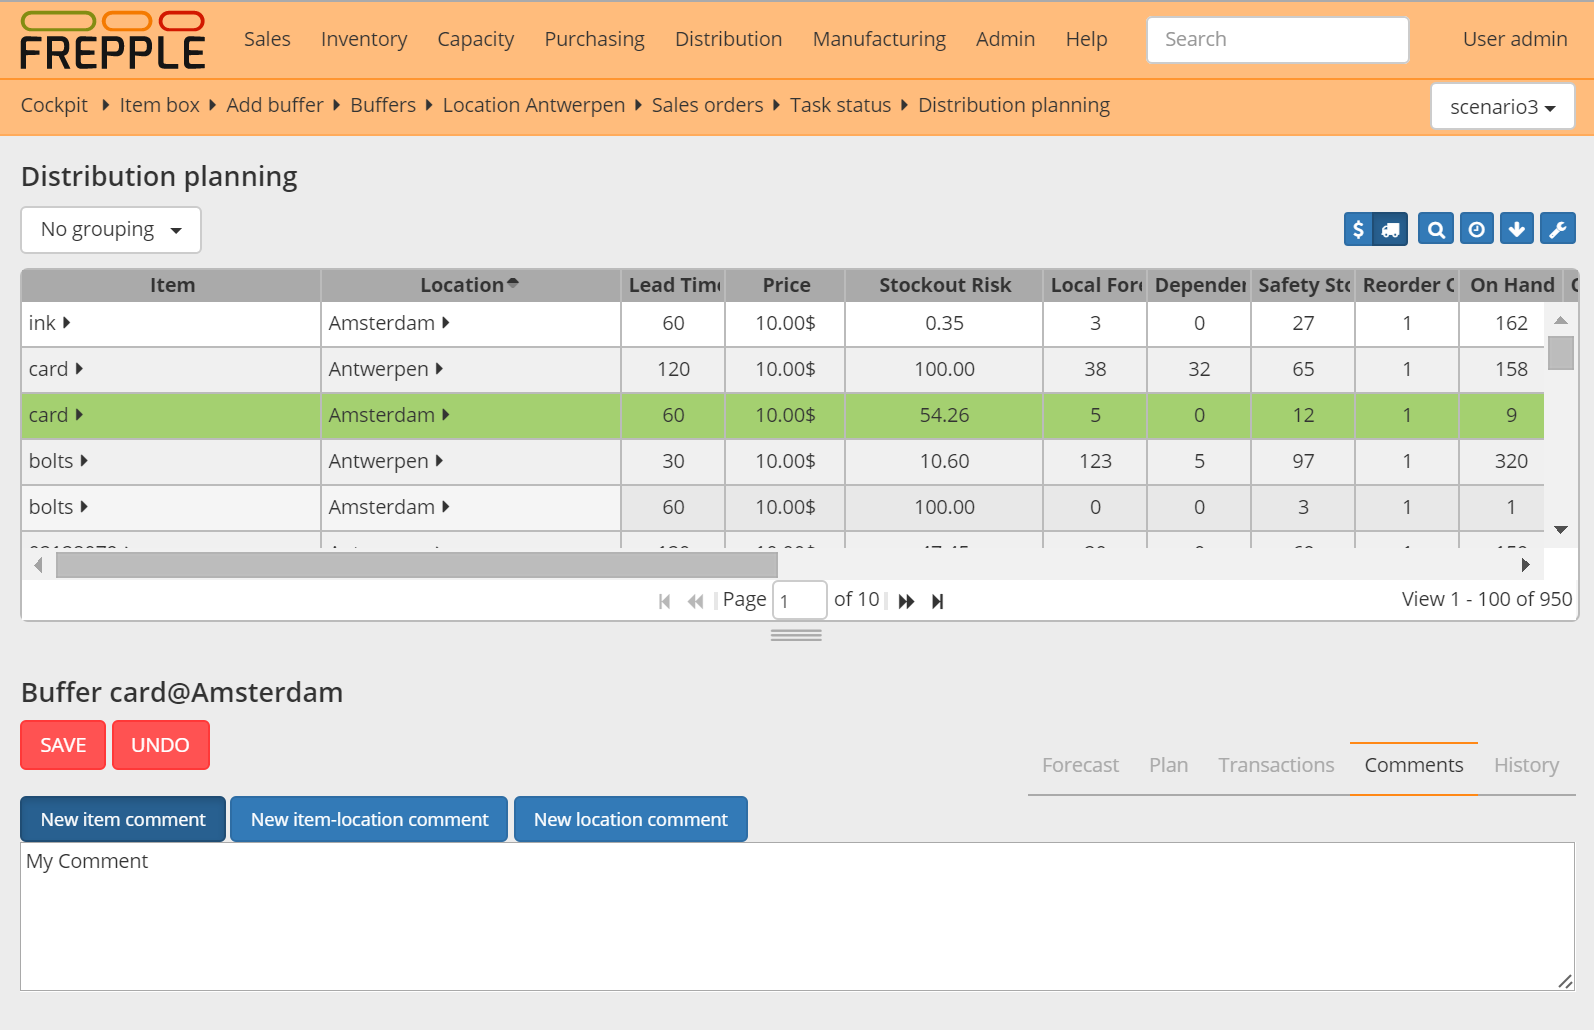 FREPPLE Sales Inventory Capacity Purchasing Distribution Manufacturing Admin Help Search User admin
Cockpit Item box Add buffer Buffers Location Antwerpen Sales orders Task status Distribution planning scenario3
Distribution planning
No grouping $
Item Location Lead Time Price Stockout Risk Local Fore Depender Safety Sto Reorder On Hand
ink Amsterdam 60 10.00$ 0.35 3 0 27 1 162
card Antwerpen 120 10.00$ 100.00 38 32 65 1 158
card Amsterdam 60 10.00$ 54.26 5 0 12 1 9
bolts Antwerpen 30 10.00$ 10.60 123 5 97 1 320
bolts Amsterdam 60 10.00$ 100.00 0 0 3 1 1
Page 1 of 10 View 1 - 100 of 950
Buffer card@Amsterdam
SAVE UNDO
Forecast Plan Transactions Comments History
New item comment New item-location comment New location comment
My Comment